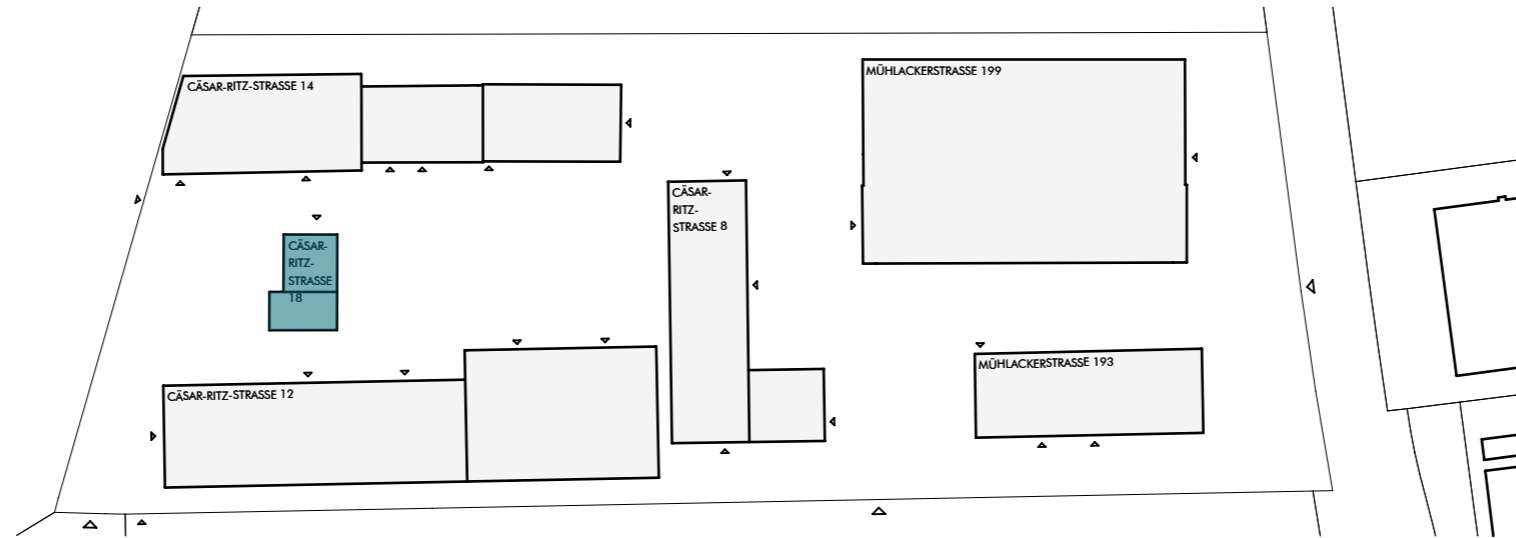 CÄSAR-RITZ-STRASSE 14
MÜHLACKERSTRASSE 199
CÄSAR-
RITZ-
STRASSE 8
CÄSAR-
RITZ-
STRASSE
18
MÜHLACKERSTRASSE 193
CÄSAR-RITZ-STRASSE 12